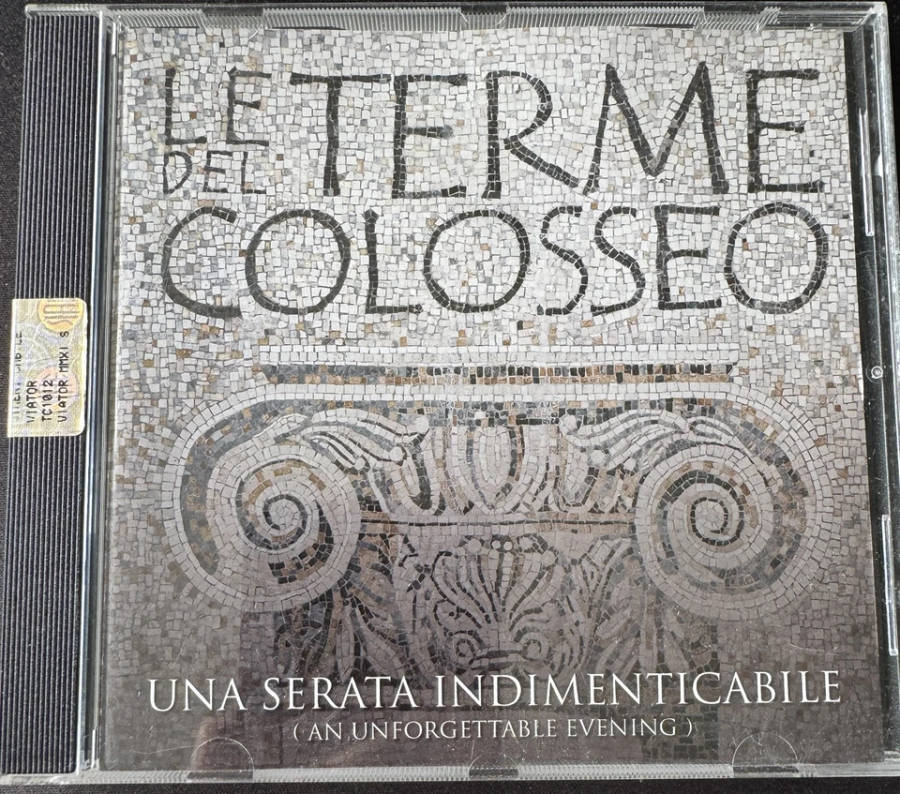 LE TERME
DEL
COLOSSEO
UNA SERATA INDIMENTICABILE
( AN UNFORGETTABLE EVENING )
VIATOR
TC1012
VIATOR MMXI S